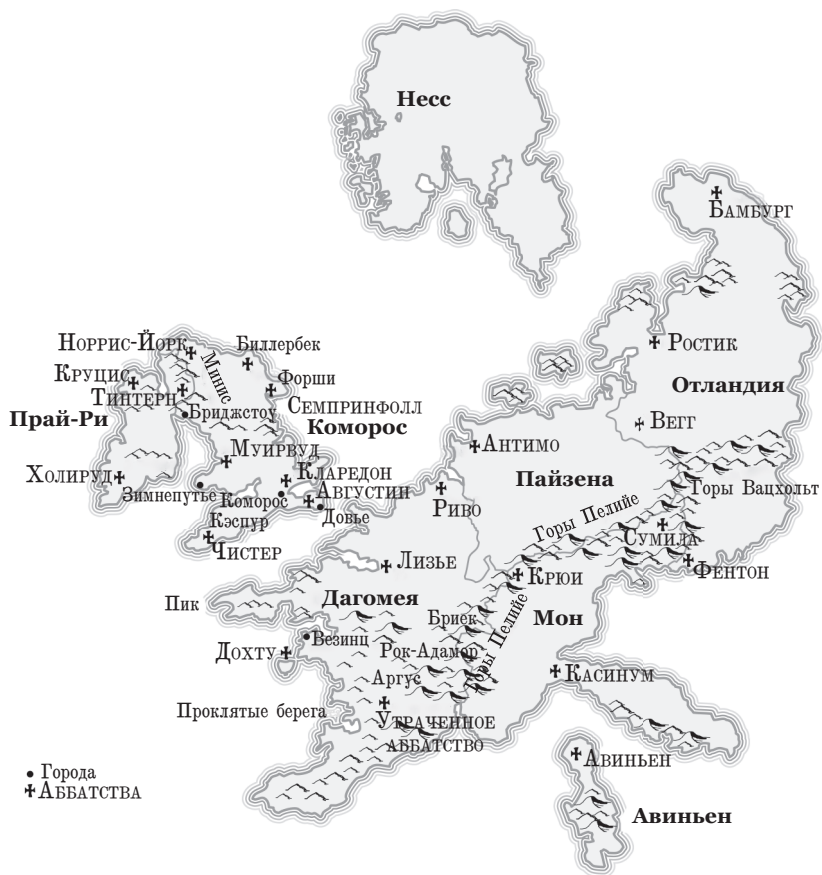 Несс
Бамбург
Ростик
Отландия
Вегг
Норрис-Йорк
Биллербек
Круцис
Минис
Форши
Тинтерн
Семпринфолл
Прай-Ри
Бриджстоу
Коморос
Муирвуд
Холируд
Кларедон
Зимнепутье
Коморос
Августин
Довье
Кэспур
Чистер
Антимо
Пайзена
Риво
Горы Ваххольт
Горы Пелийе
Сумила
Фентон
Лизье
Крюи
Дагомея
Пик
Мон
Бриек
Везинц
Дохту
Рок-Адамор
Горы Пелийе
Аргус
Касинум
Проклятые берега
Утраченное
аббатство
Авиньен
Города
Аббатства
Авиньен